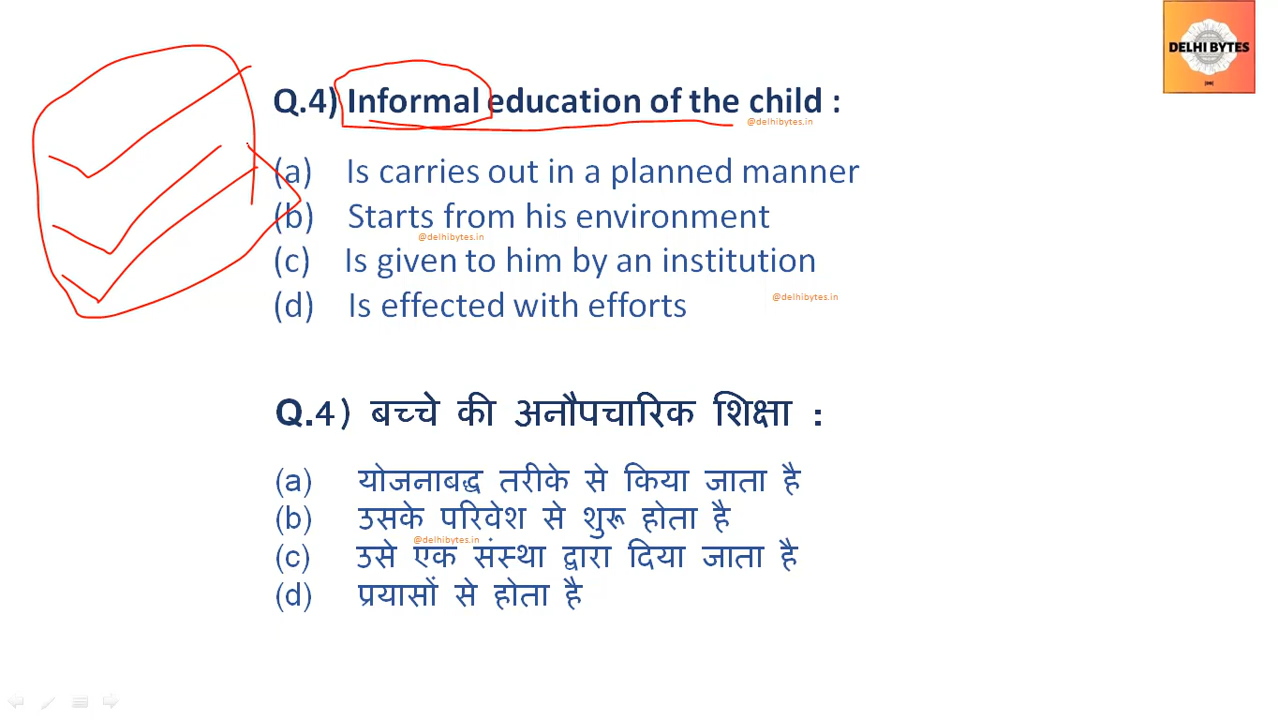 DELHI BYTES
Q.4) Informal education of the child :
@delhibytes.in
(a) Is carries out in a planned manner
(b) Starts from his environment
@delhibytes.in
(c) Is given to him by an institution
(d) Is effected with efforts
@delhibytes.in
Q.4) बच्चे की अनौपचारिक शिक्षा :
(a) योजनाबद्ध तरीके से किया जाता है
(b) उसके परिवेश से शुरू होता है
@delhibytes.in
(c) उसे एक संस्था द्वारा दिया जाता है
(d) प्रयासों से होता है